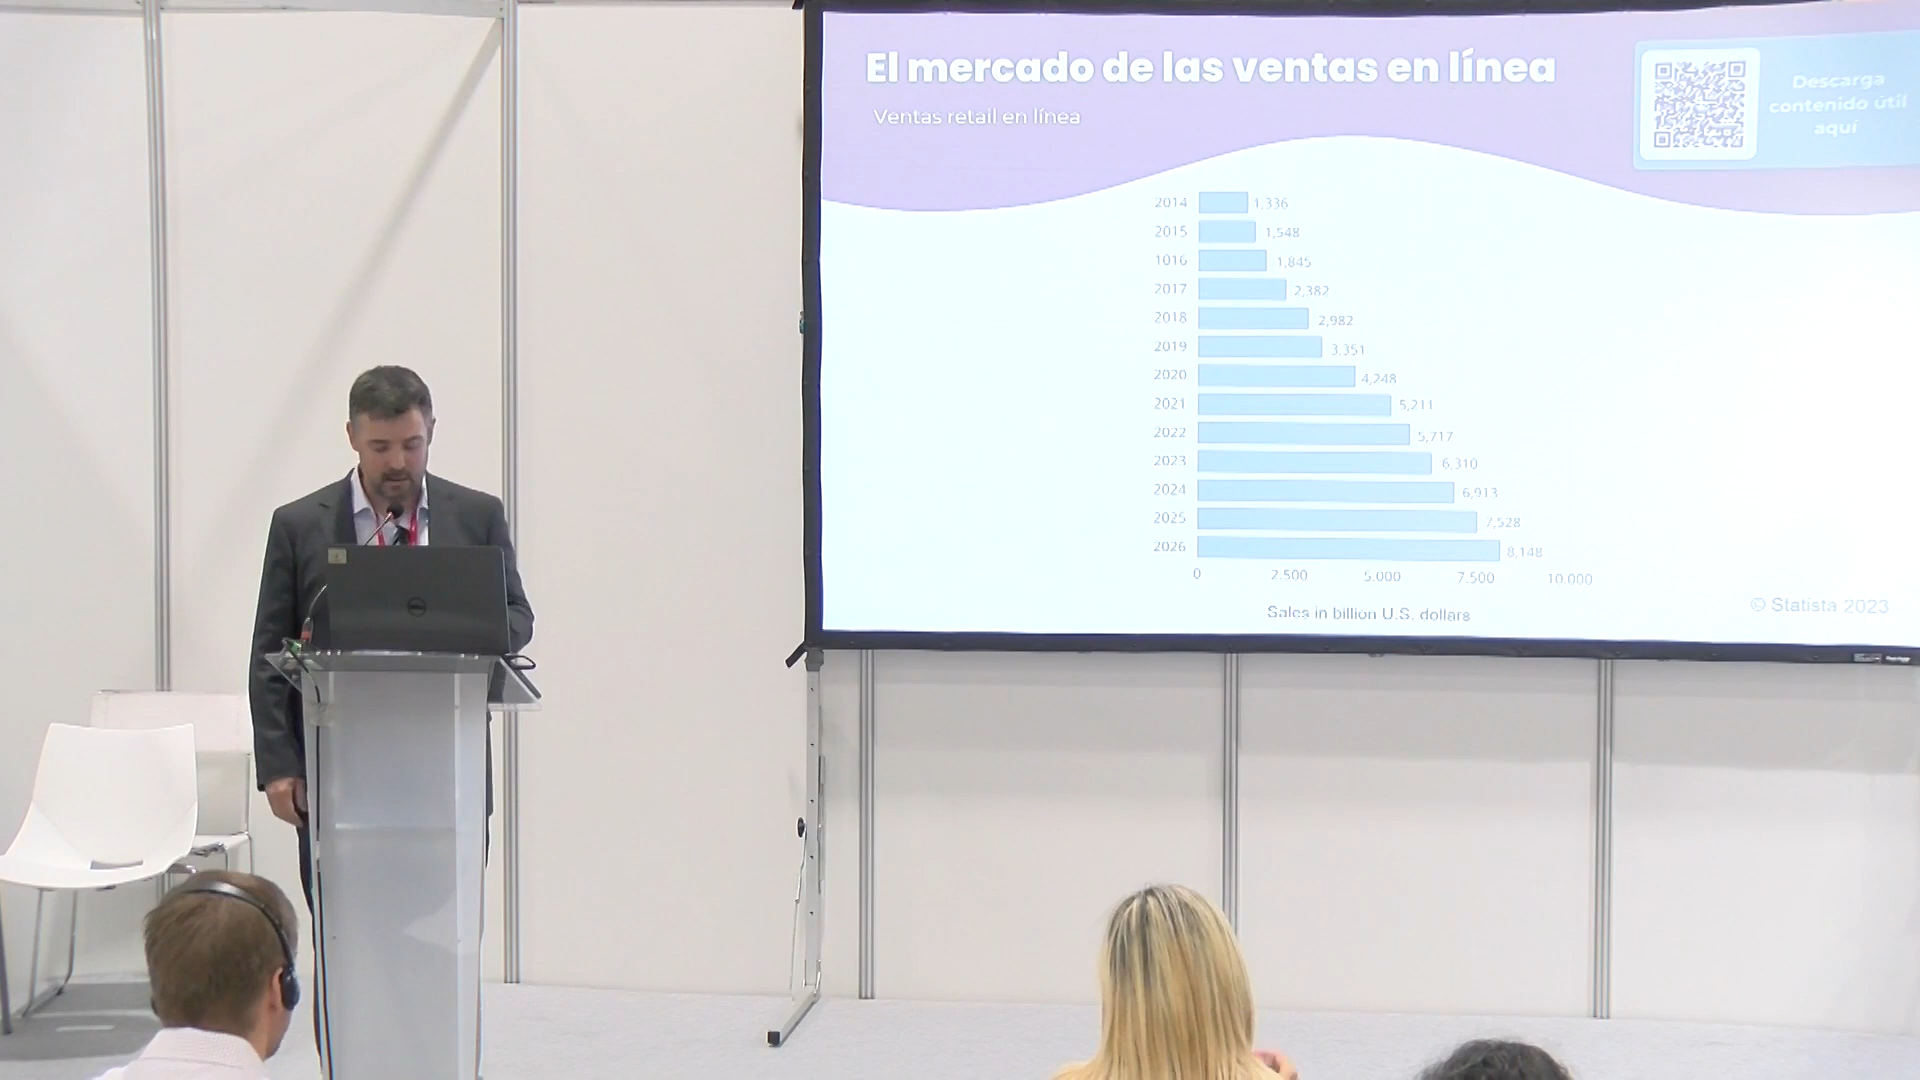 El mercado de las ventas en línea
Ventas retail en línea
Descarga
contenido útil
aquí
2014 1,336
2015 1,548
1016 1,845
2017 2,382
2018 2,982
2019 3,351
2020 4,248
2021 5,211
2022 5,717
2023 6,310
2024 6,913
2025 7,528
2026 8,148
0 2.500 5.000 7.500 10.000
Sales in billion U.S. dollars
© Statista 2023
DELL